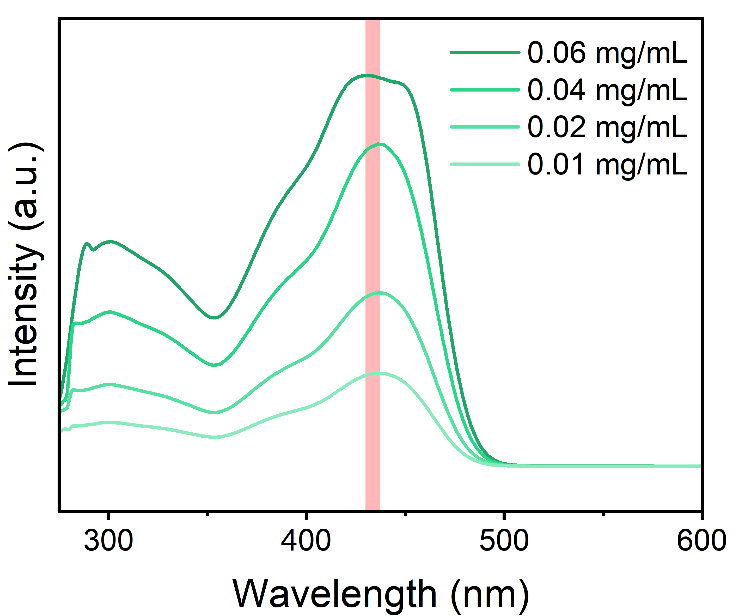 0.06 mg/mL
0.04 mg/mL
0.02 mg/mL
0.01 mg/mL
Intensity (a.u.)
300 400 500 600
Wavelength (nm)